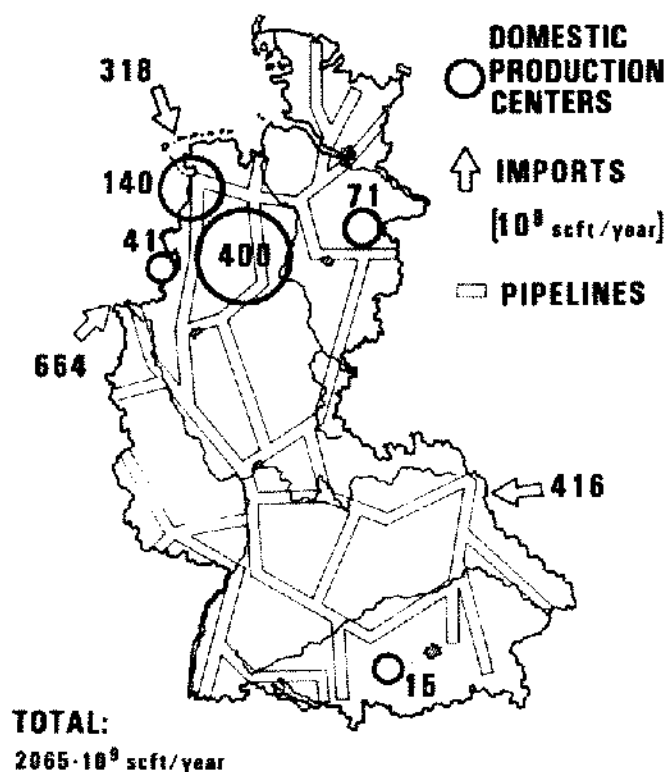 DOMESTIC
PRODUCTION
CENTERS
318
140
71
IMPORTS
[10⁹ scft/year]
41
400
PIPELINES
664
416
15
TOTAL:
2065·10⁹ scft/year